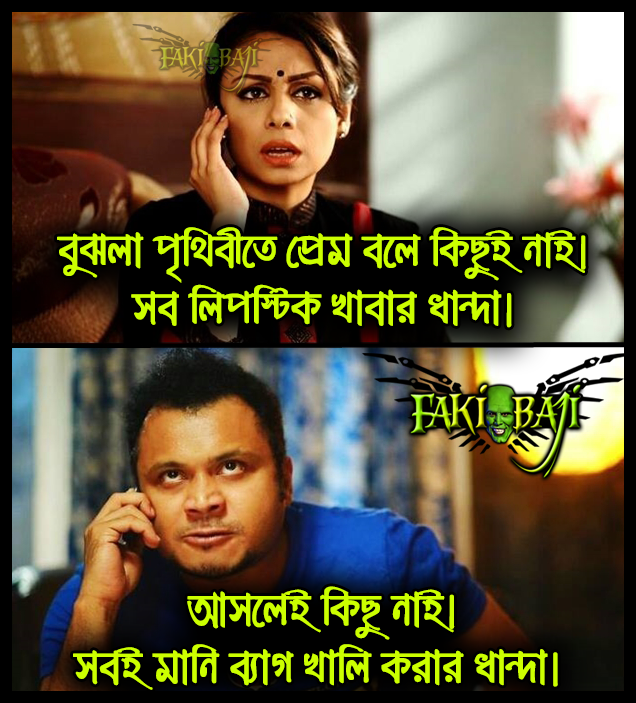 FAKIBAJI
বুঝলা পৃথিবীতে প্রেম বলে কিছুই নাই।
সব লিপস্টিক খাবার ধান্দা।
FAKIBAJI
আসলেই কিছু নাই।
সবই মানি ব্যাগ খালি করার ধান্দা।